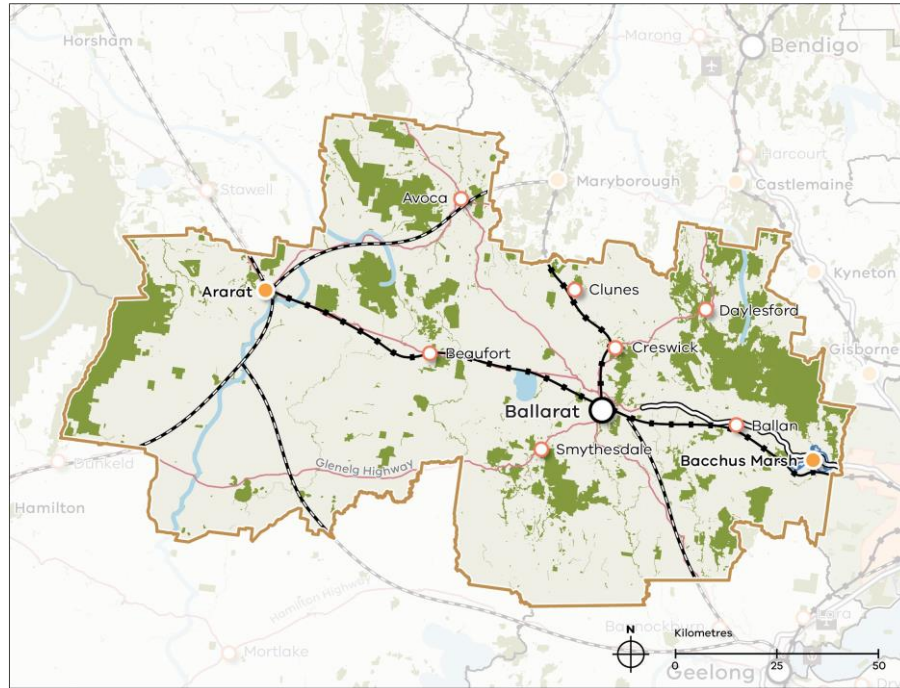 Horsham
Marong
Bendigo
Harcourt
Stawell
Avoca
Maryborough
Castlemaine
Ararat
Clunes
Kyneton
Daylesford
Beaufort
Creswick
Gisborne
Ballarat
Ballan
Smythesdale
Bacchus Marsh
Dunkeld
Glenelg Highway
Hamilton
Hamilton Highway
Bannockburn
Lara
N
Kilometres
Mortlake
0
25
50
Geelong